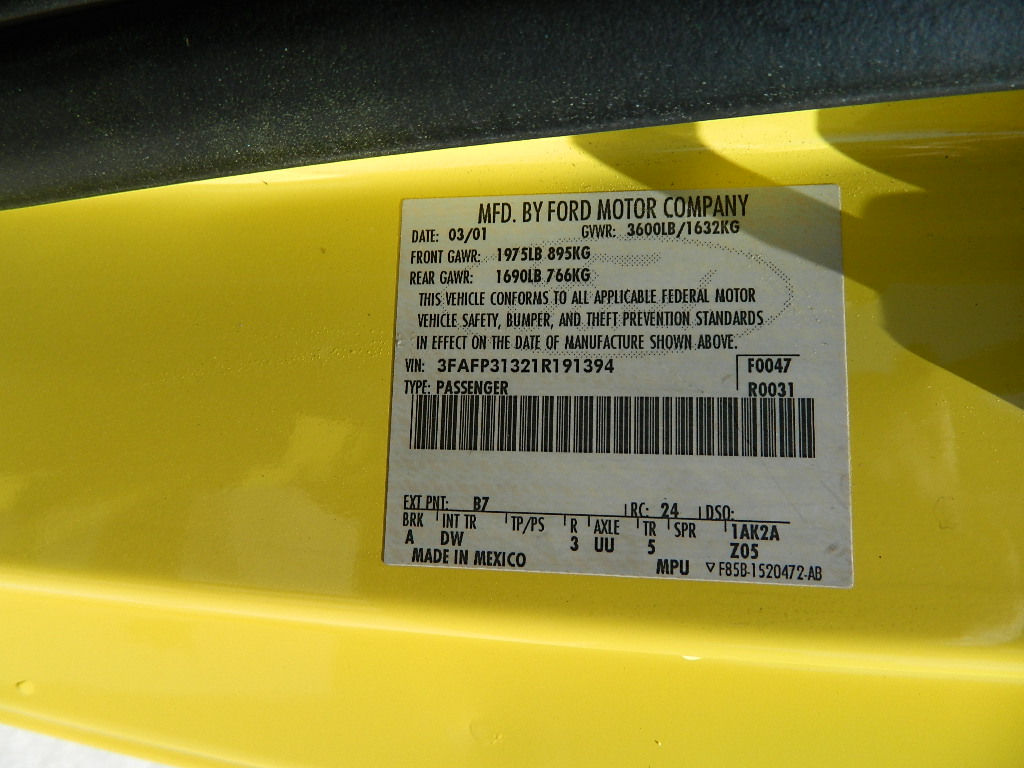 MFD. BY FORD MOTOR COMPANY
DATE: 03/01 GVWR: 3600LB/1632KG
FRONT GAWR: 1975LB 895KG
REAR GAWR: 1690LB 766KG
THIS VEHICLE CONFORMS TO ALL APPLICABLE FEDERAL MOTOR
VEHICLE SAFETY, BUMPER, AND THEFT PREVENTION STANDARDS
IN EFFECT ON THE DATE OF MANUFACTURE SHOWN ABOVE.
VIN: 3FAFP31321R191394 F0047
TYPE: PASSENGER R0031
EXT PNT: B7 RC: 24 DSO:
BRK INT TR TP/PS R AXLE TR SPR 1AK2A
A DW 3 UU 5 Z05
MADE IN MEXICO MPU ▽ F85B-1520472-AB